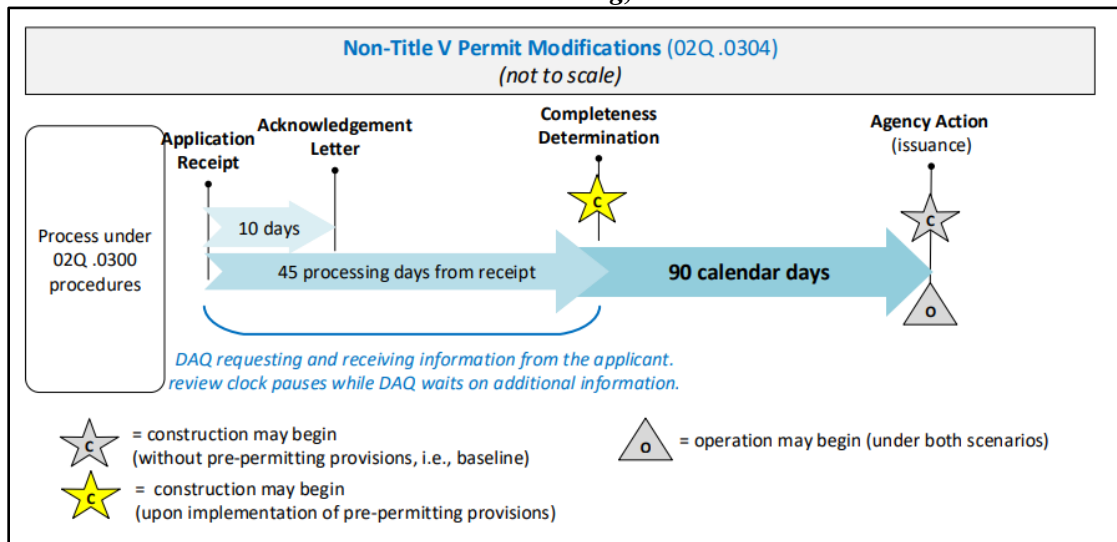 Non-Title V Permit Modifications (02Q .0304)
(not to scale)
Application
Receipt
Acknowledgement
Letter
Completeness
Determination
Agency Action
(issuance)
Process under
02Q .0300
procedures
10 days
C
C
45 processing days from receipt
90 calendar days
O
DAQ requesting and receiving information from the applicant.
review clock pauses while DAQ waits on additional information.
C
= construction may begin
(without pre-permitting provisions, i.e., baseline)
O
= operation may begin (under both scenarios)
C
= construction may begin
(upon implementation of pre-permitting provisions)